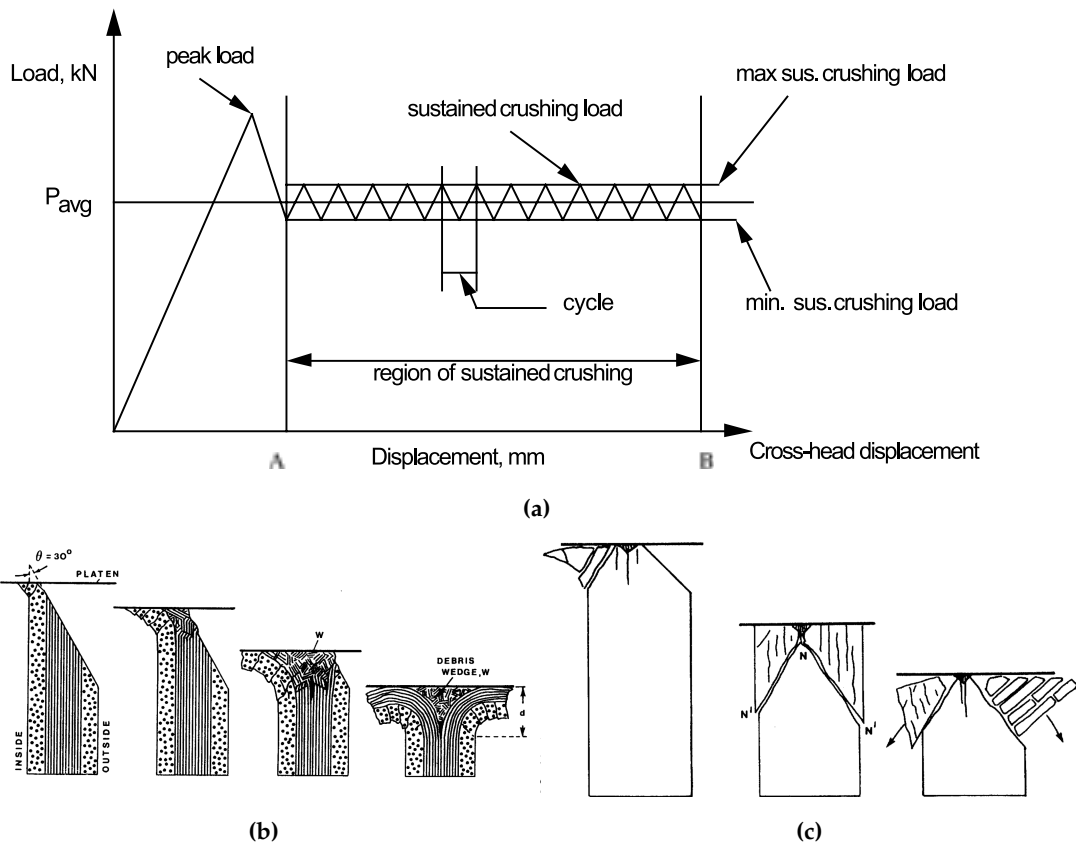 peak load
Load, kN
max sus. crushing load
sustained crushing load
Pavg
cycle
min. sus. crushing load
region of sustained crushing
A
Displacement, mm
B
Cross-head displacement
(a)
θ = 30°
PLATEN
INSIDE
OUTSIDE
W
DEBRIS
WEDGE, W
d
N
N'
N'
(b)
(c)